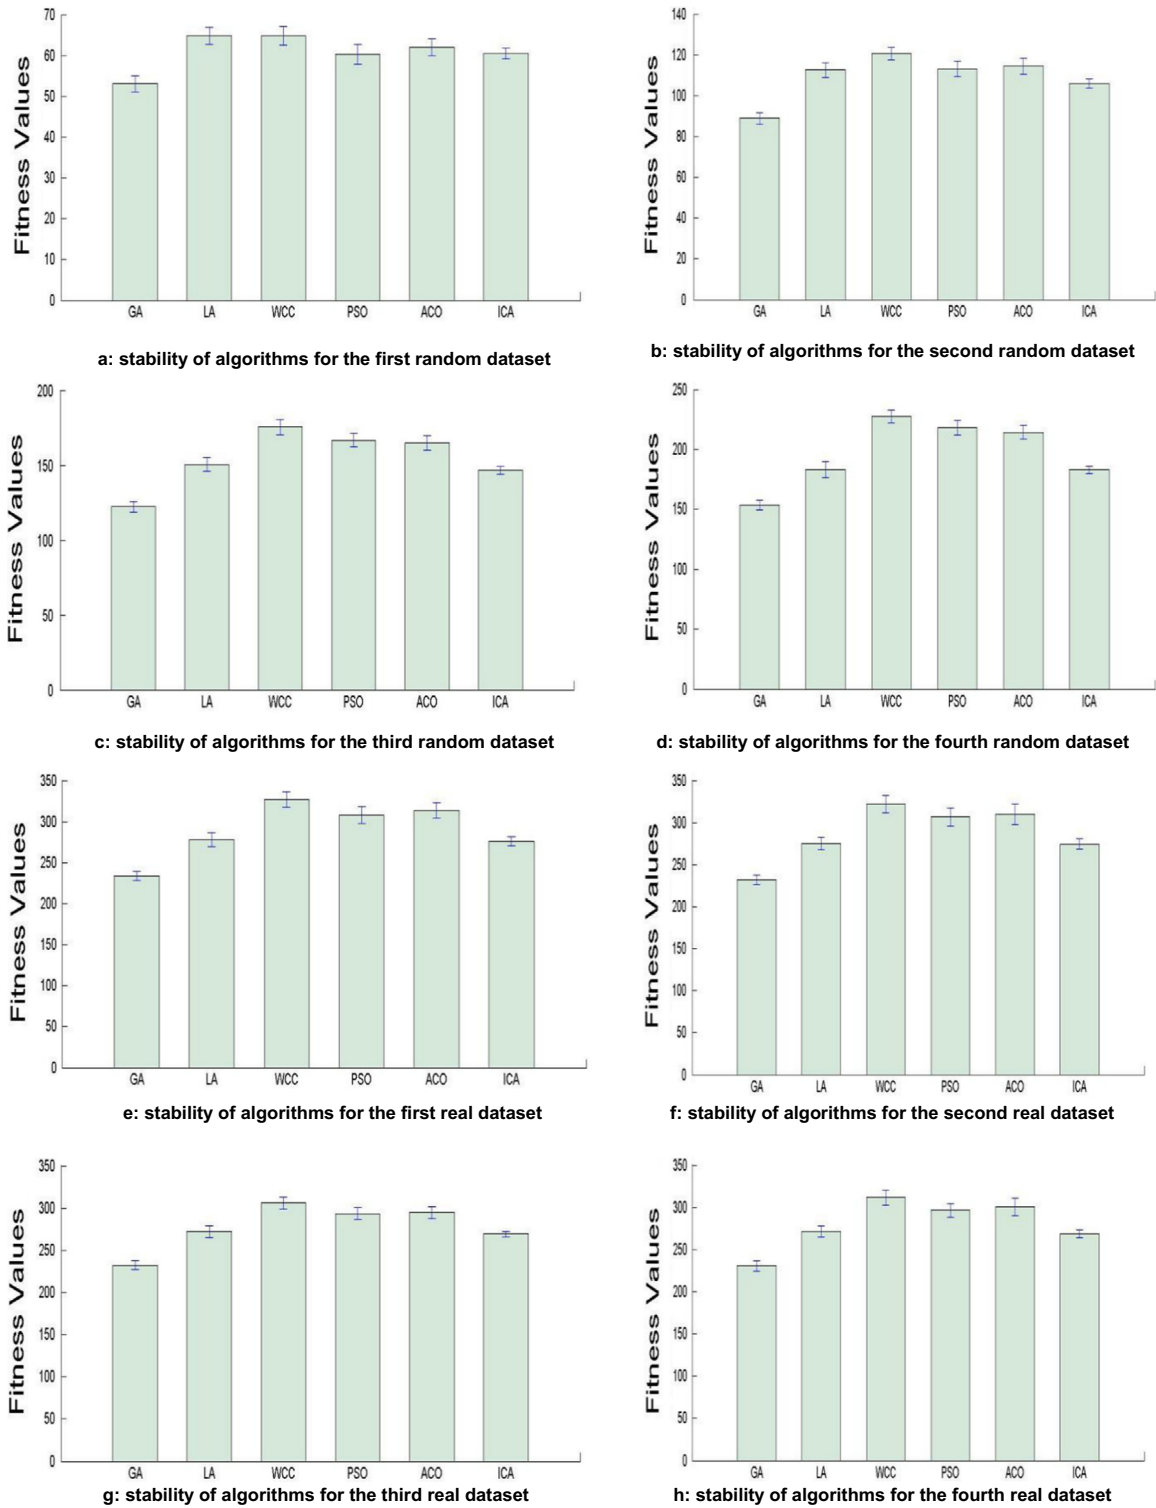 70
60
50
40
30
20
10
0
Fitness Values
GA LA WCC PSO ACO ICA
a: stability of algorithms for the first random dataset
140
120
100
80
60
40
20
0
Fitness Values
GA LA WCC PSO ACO ICA
b: stability of algorithms for the second random dataset
200
150
100
50
0
Fitness Values
GA LA WCC PSO ACO ICA
c: stability of algorithms for the third random dataset
250
200
150
100
50
0
Fitness Values
GA LA WCC PSO ACO ICA
d: stability of algorithms for the fourth random dataset
350
300
250
200
150
100
50
0
Fitness Values
GA LA WCC PSO ACO ICA
e: stability of algorithms for the first real dataset
350
300
250
200
150
100
50
0
Fitness Values
GA LA WCC PSO ACO ICA
f: stability of algorithms for the second real dataset
350
300
250
200
150
100
50
0
Fitness Values
GA LA WCC PSO ACO ICA
g: stability of algorithms for the third real dataset
350
300
250
200
150
100
50
0
Fitness Values
GA LA WCC PSO ACO ICA
h: stability of algorithms for the fourth real dataset